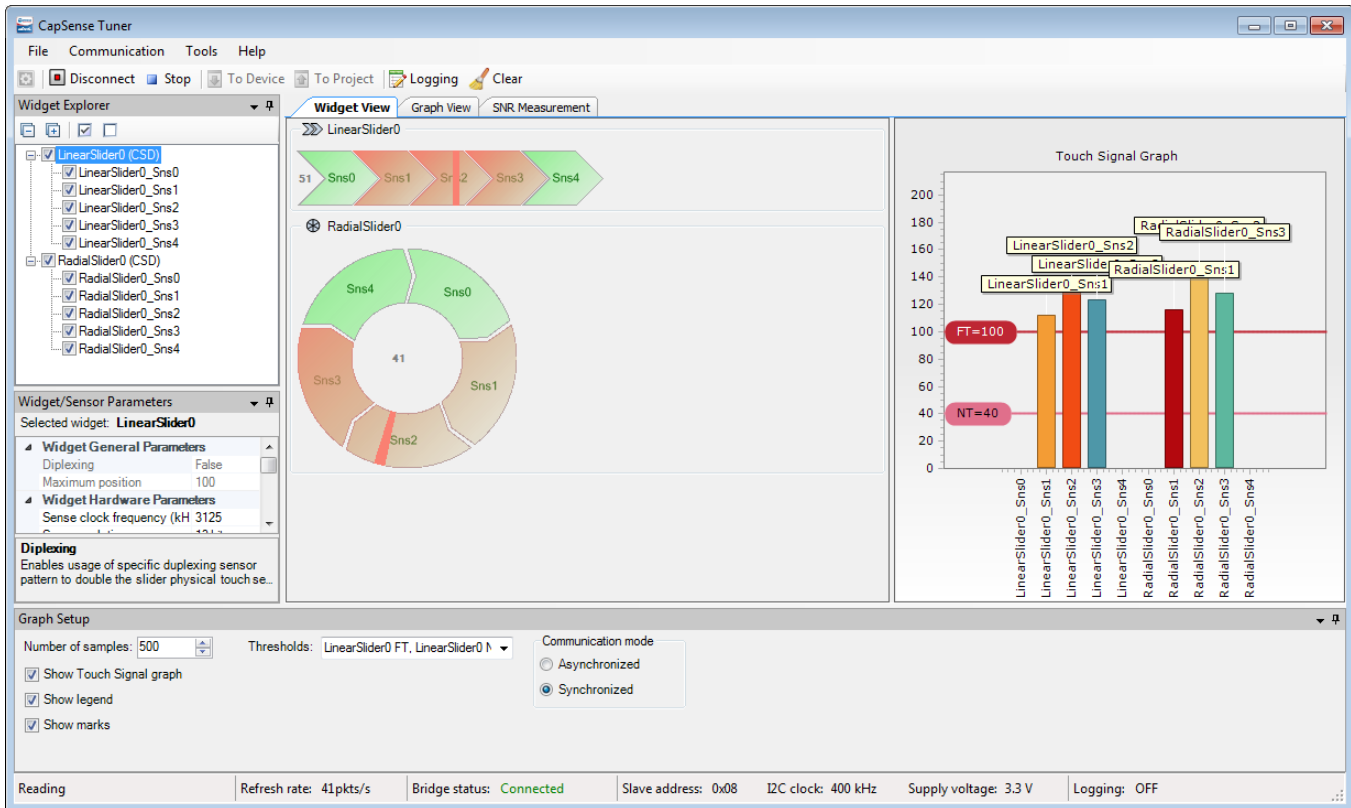 CapSense Tuner
File Communication Tools Help
Disconnect Stop To Device To Project Logging Clear
Widget Explorer
LinearSlider0 (CSD)
LinearSlider0_Sns0
LinearSlider0_Sns1
LinearSlider0_Sns2
LinearSlider0_Sns3
LinearSlider0_Sns4
RadialSlider0 (CSD)
RadialSlider0_Sns0
RadialSlider0_Sns1
RadialSlider0_Sns2
RadialSlider0_Sns3
RadialSlider0_Sns4
Widget/Sensor Parameters
Selected widget: LinearSlider0
Widget General Parameters
Diplexing False
Maximum position 100
Widget Hardware Parameters
Sense clock frequency (kH 3125
Diplexing
Enables usage of specific duplexing sensor
pattern to double the slider physical touch se...
Widget View Graph View SNR Measurement
LinearSlider0
51 Sns0 Sns1 Sns2 Sns3 Sns4
RadialSlider0
Sns4 Sns0
41
Sns3 Sns1
Sns2
Touch Signal Graph
200
180
160
140
120
100
80
60
40
20
0
RadialSlider0_Sns3
LinearSlider0_Sns2
RadialSlider0_Sns1
LinearSlider0_Sns1
FT=100
NT=40
LinearSlider0_Sns0
LinearSlider0_Sns1
LinearSlider0_Sns2
LinearSlider0_Sns3
LinearSlider0_Sns4
RadialSlider0_Sns0
RadialSlider0_Sns1
RadialSlider0_Sns2
RadialSlider0_Sns3
RadialSlider0_Sns4
Graph Setup
Number of samples: 500
Thresholds: LinearSlider0 FT, LinearSlider0 N
Show Touch Signal graph
Show legend
Show marks
Communication mode
Asynchronized
Synchronized
Reading Refresh rate: 41pkts/s Bridge status: Connected Slave address: 0x08 I2C clock: 400 kHz Supply voltage: 3.3 V Logging: OFF